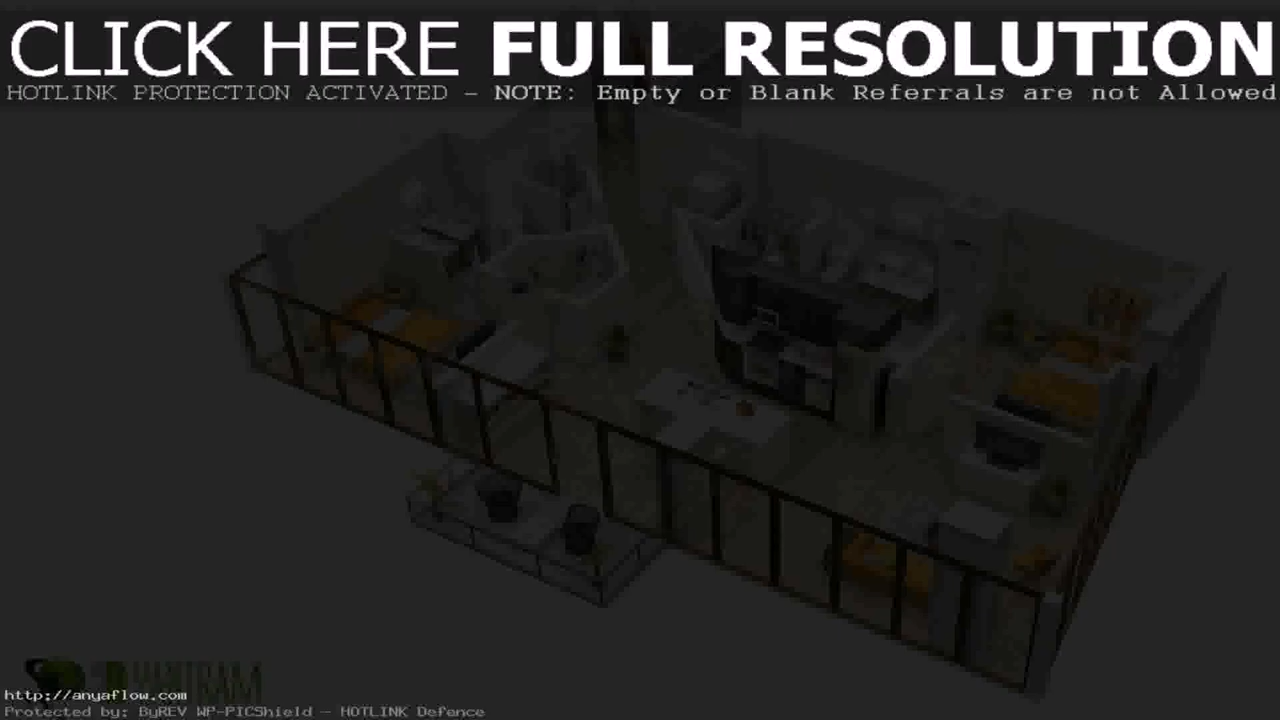 CLICK HERE FULL RESOLUTION
HOTLINK PROTECTION ACTIVATED – NOTE: Empty or Blank Referrals are not Allowed
http://anyaflow.com
Protected by: ByREV WP-PICShield – HOTLINK Defence